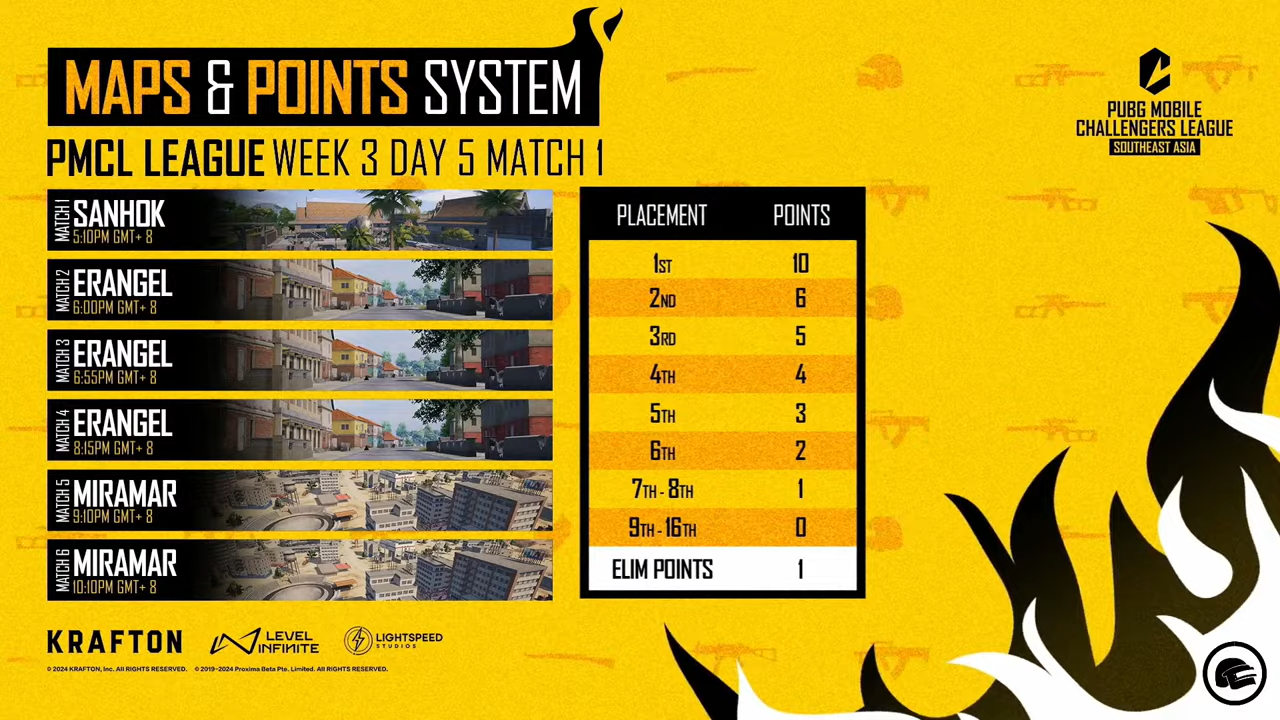 MAPS & POINTS SYSTEM
PMCL LEAGUE WEEK 3 DAY 5 MATCH 1
MATCH 1
SANHOK
5:10PM GMT+ 8
MATCH 2
ERANGEL
6:00PM GMT+ 8
MATCH 3
ERANGEL
6:55PM GMT+ 8
MATCH 4
ERANGEL
8:15PM GMT+ 8
MATCH 5
MIRAMAR
9:10PM GMT+ 8
MATCH 6
MIRAMAR
10:10PM GMT+ 8
PLACEMENT POINTS
1ST 10
2ND 6
3RD 5
4TH 4
5TH 3
6TH 2
7TH - 8TH 1
9TH - 16TH 0
ELIM POINTS 1
PUBG MOBILE
CHALLENGERS LEAGUE
SOUTHEAST ASIA
KRAFTON
LEVEL
INFINITE
LIGHTSPEED
STUDIOS
© 2024 KRAFTON, Inc. All RIGHTS RESERVED. © 2019-2024 Proxima Beta Pte. Limited. All RIGHTS RESERVED.